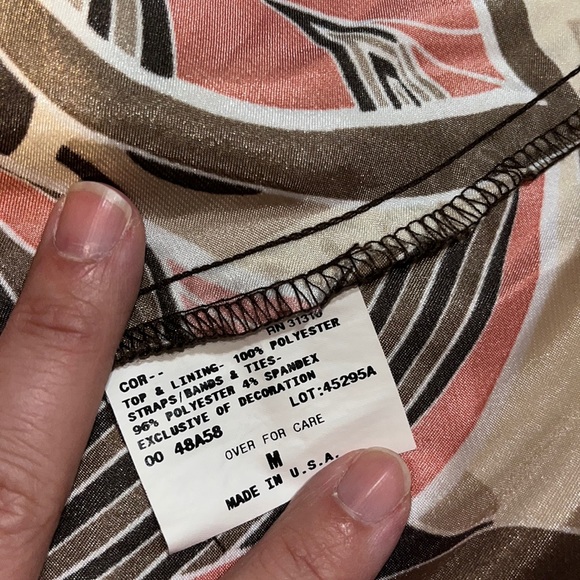 RN 31310
COR--
TOP & LINING- 100% POLYESTER
STRAPS/BANDS & TIES-
96% POLYESTER 4% SPANDEX
EXCLUSIVE OF DECORATION
OO 48A58 LOT:45295A
OVER FOR CARE
M
MADE IN U.S.A.